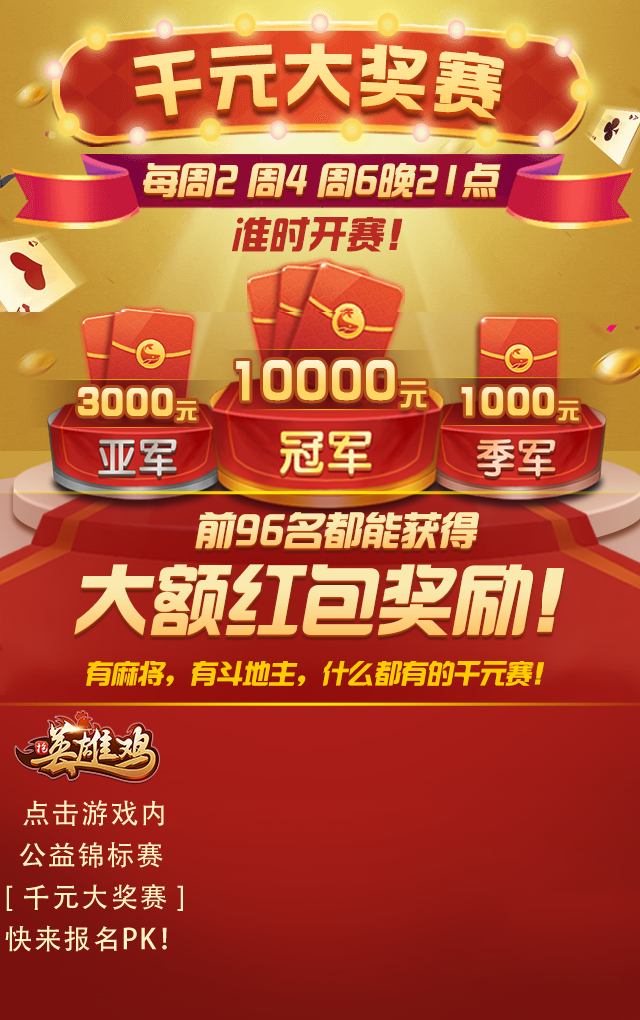 千元大奖赛
每周2 周4 周6晚21点
准时开赛!
3000元
10000元
1000元
亚军
冠军
季军
前96名都能获得
大额红包奖励!
有麻将，有斗地主，什么都有的千元赛!
抢英雄鸡
点击游戏内
公益锦标赛
[ 千元大奖赛 ]
快来报名PK!